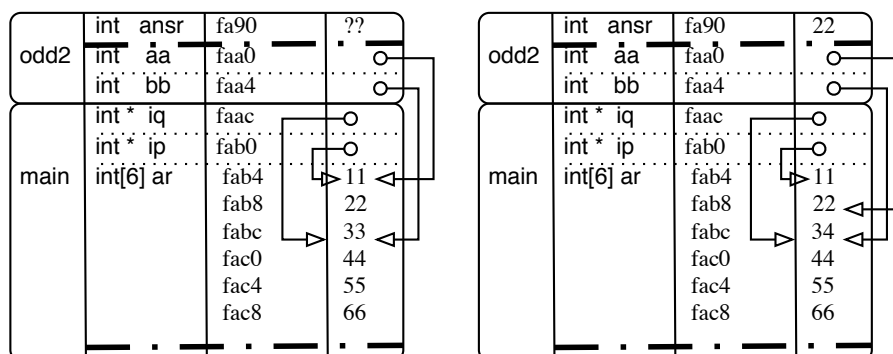 int ansr fa90 ?? int ansr fa90 22
odd2 int aa faa0 odd2 int aa faa0
int bb faa4 int bb faa4
int * iq faac int * iq faac
int * ip fab0 int * ip fab0
main int[6] ar fab4 11 main int[6] ar fab4 11
fab8 22 fab8 22
fabc 33 fabc 34
fac0 44 fac0 44
fac4 55 fac4 55
fac8 66 fac8 66